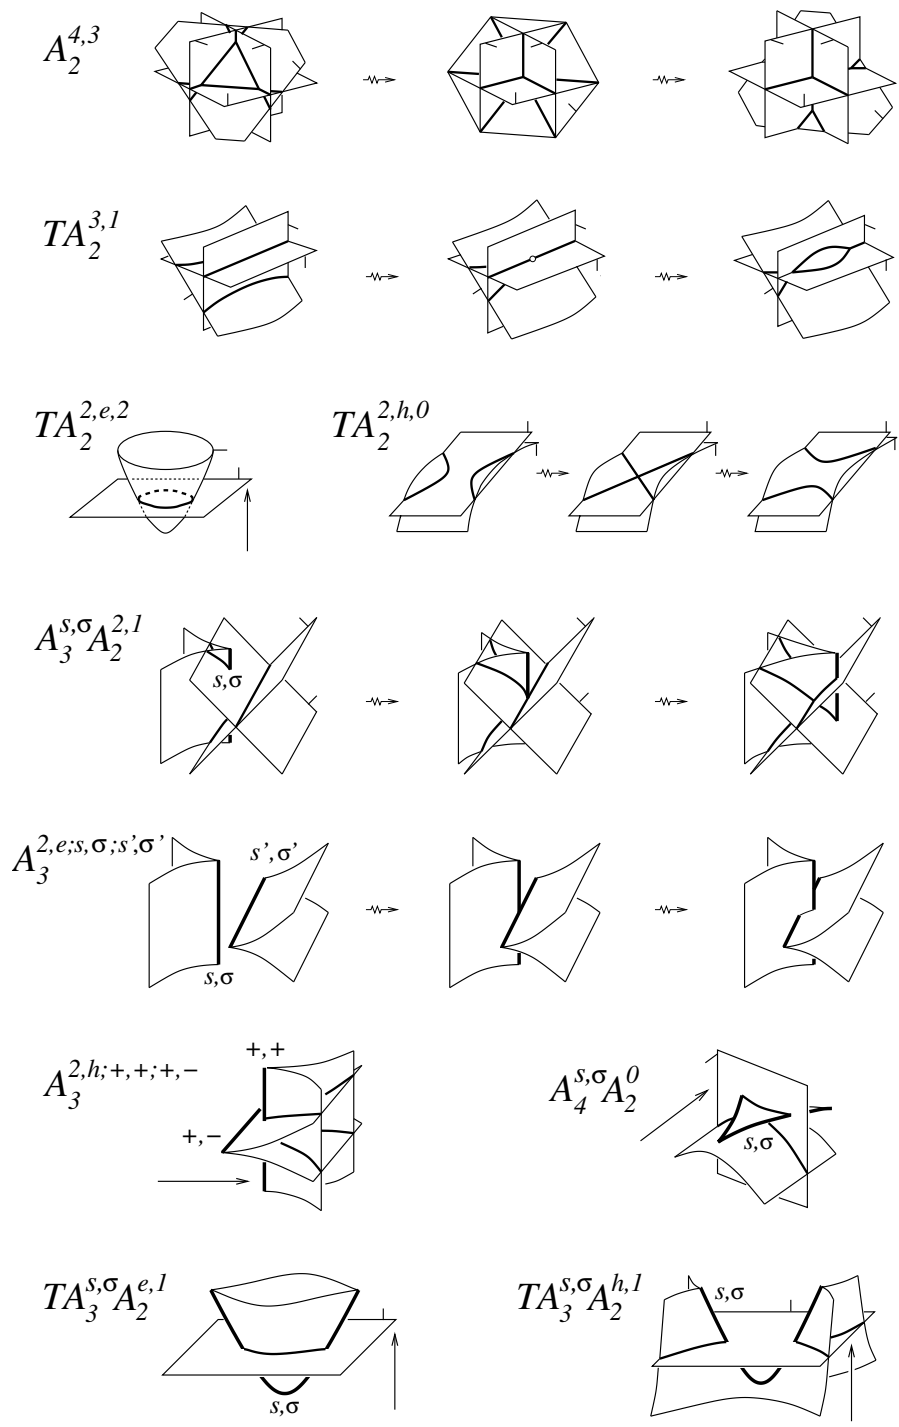 A_2^{4,3}
TA_2^{3,1}
TA_2^{2,e,2} TA_2^{2,h,0}
A_3^{s,σ}A_2^{2,1}
s,σ
A_3^{2,e;s,σ;s',σ'}
s',σ'
s,σ
A_3^{2,h;+,+;+,-}
+,+
+,-
A_4^{s,σ}A_2^0
s,σ
TA_3^{s,σ}A_2^{e,1}
s,σ
TA_3^{s,σ}A_2^{h,1}
s,σ